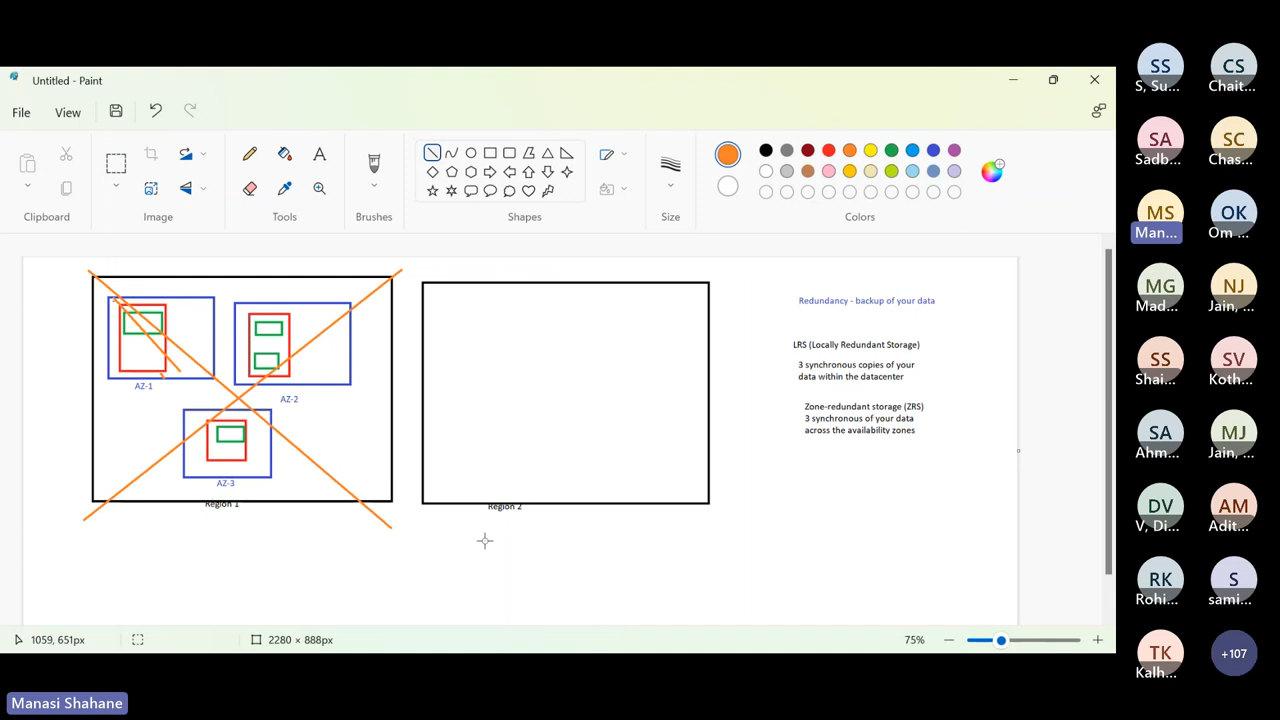 Untitled - Paint
File
View
Clipboard
Image
Tools
Brushes
Shapes
Size
Colors
Redundancy - backup of your data
LRS (Locally Redundant Storage)
3 synchronous copies of your
data within the datacenter
Zone-redundant storage (ZRS)
3 synchronous of your data
across the availability zones
AZ-1
AZ-2
AZ-3
Region 1
Region 2
1059, 651px
2280 × 888px
75%
SS
S, Su...
CS
Chait...
SA
Sadb...
SC
Chas...
MS
Man...
OK
Om ...
MG
Mad...
NJ
Jain, ...
SS
Shai...
SV
Koth...
SA
Ahm...
MJ
Jain, ...
DV
V, Di...
AM
Adit...
RK
Rohi...
S
sami...
TK
Kalh...
+107
Manasi Shahane